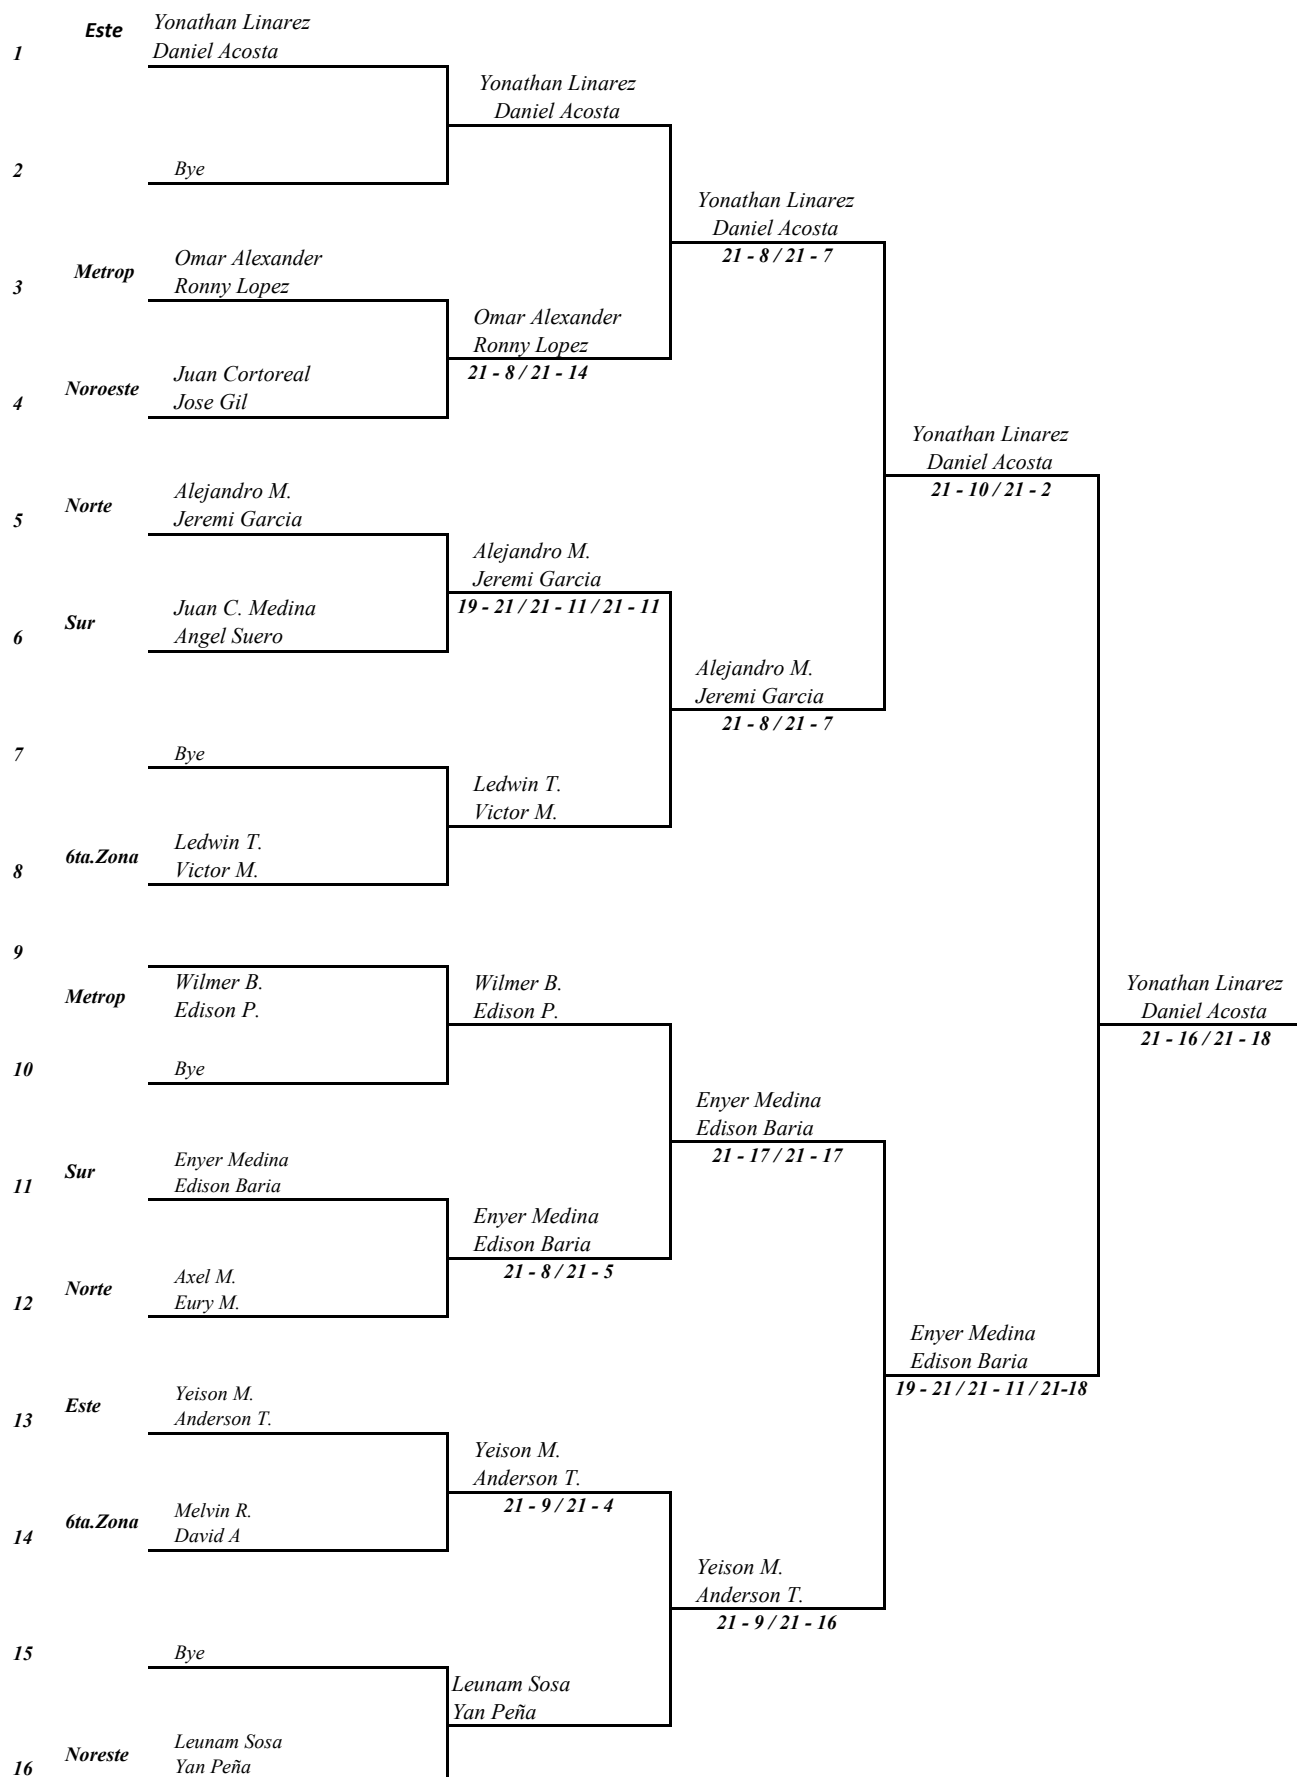 Este
Yonathan Linarez
1
Daniel Acosta
Yonathan Linarez
Daniel Acosta
2
Bye
Yonathan Linarez
Daniel Acosta
21 - 8 / 21 - 7
Metrop
Omar Alexander
3
Ronny Lopez
Omar Alexander
Ronny Lopez
21 - 8 / 21 - 14
Noroeste
Juan Cortoreal
4
Jose Gil
Yonathan Linarez
Daniel Acosta
21 - 10 / 21 - 2
Norte
Alejandro M.
5
Jeremi Garcia
Alejandro M.
Jeremi Garcia
19 - 21 / 21 - 11 / 21 - 11
Sur
Juan C. Medina
6
Angel Suero
Alejandro M.
Jeremi Garcia
21 - 8 / 21 - 7
7
Bye
Ledwin T.
Victor M.
6ta.Zona
Ledwin T.
8
Victor M.
9
Metrop
Wilmer B.
Edison P.
Wilmer B.
Edison P.
Yonathan Linarez
Daniel Acosta
21 - 16 / 21 - 18
10
Bye
Enyer Medina
Edison Baria
21 - 17 / 21 - 17
Sur
Enyer Medina
11
Edison Baria
Enyer Medina
Edison Baria
21 - 8 / 21 - 5
Norte
Axel M.
12
Eury M.
Enyer Medina
Edison Baria
19 - 21 / 21 - 11 / 21-18
Este
Yeison M.
13
Anderson T.
Yeison M.
Anderson T.
21 - 9 / 21 - 4
6ta.Zona
Melvin R.
14
David A
Yeison M.
Anderson T.
21 - 9 / 21 - 16
15
Bye
Leunam Sosa
Yan Peña
Noreste
Leunam Sosa
16
Yan Peña